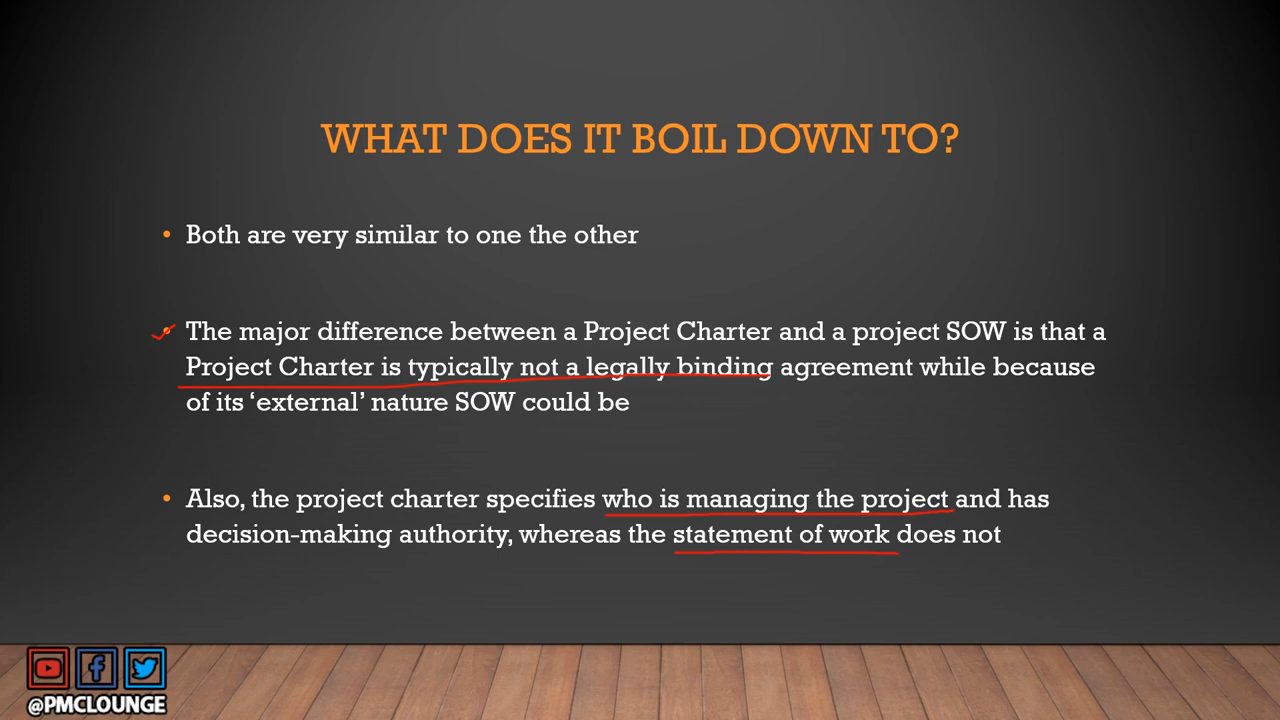 WHAT DOES IT BOIL DOWN TO?
• Both are very similar to one the other
• The major difference between a Project Charter and a project SOW is that a
Project Charter is typically not a legally binding agreement while because
of its ‘external’ nature SOW could be
• Also, the project charter specifies who is managing the project and has
decision-making authority, whereas the statement of work does not
@PMCLOUNGE